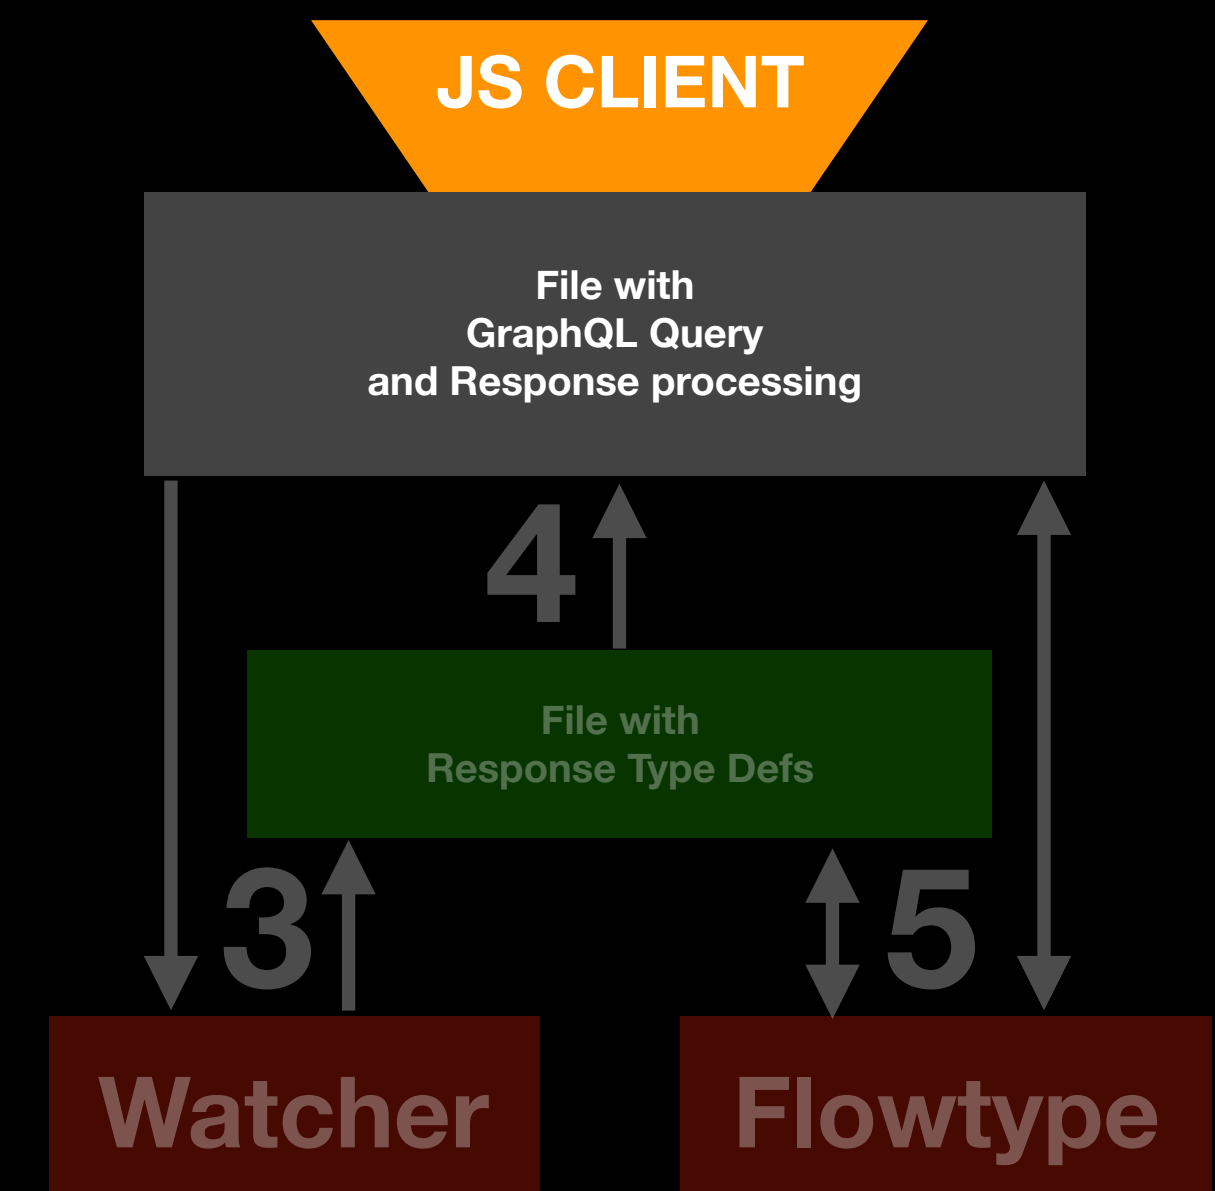 JS CLIENT
File with
GraphQL Query
and Response processing
4
File with
Response Type Defs
3
5
Watcher
Flowtype